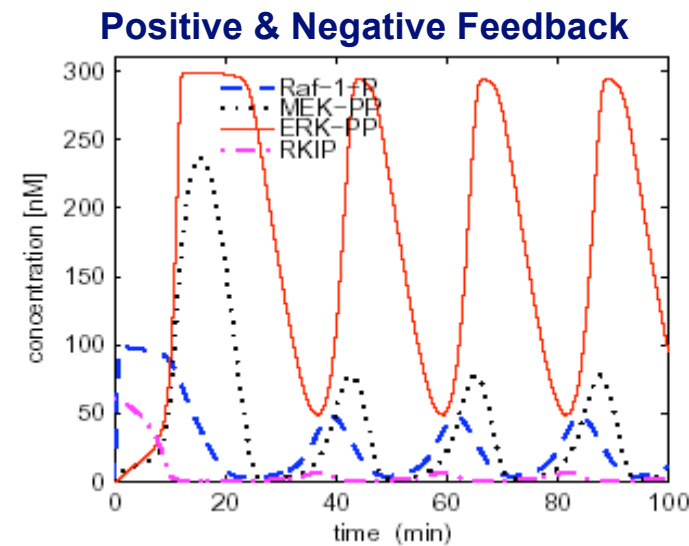 Positive & Negative Feedback
300
250
200
150
100
50
0
concentration [nM]
Raf-1-P
MEK-PP
ERK-PP
RKIP
0 20 40 60 80 100
time (min)